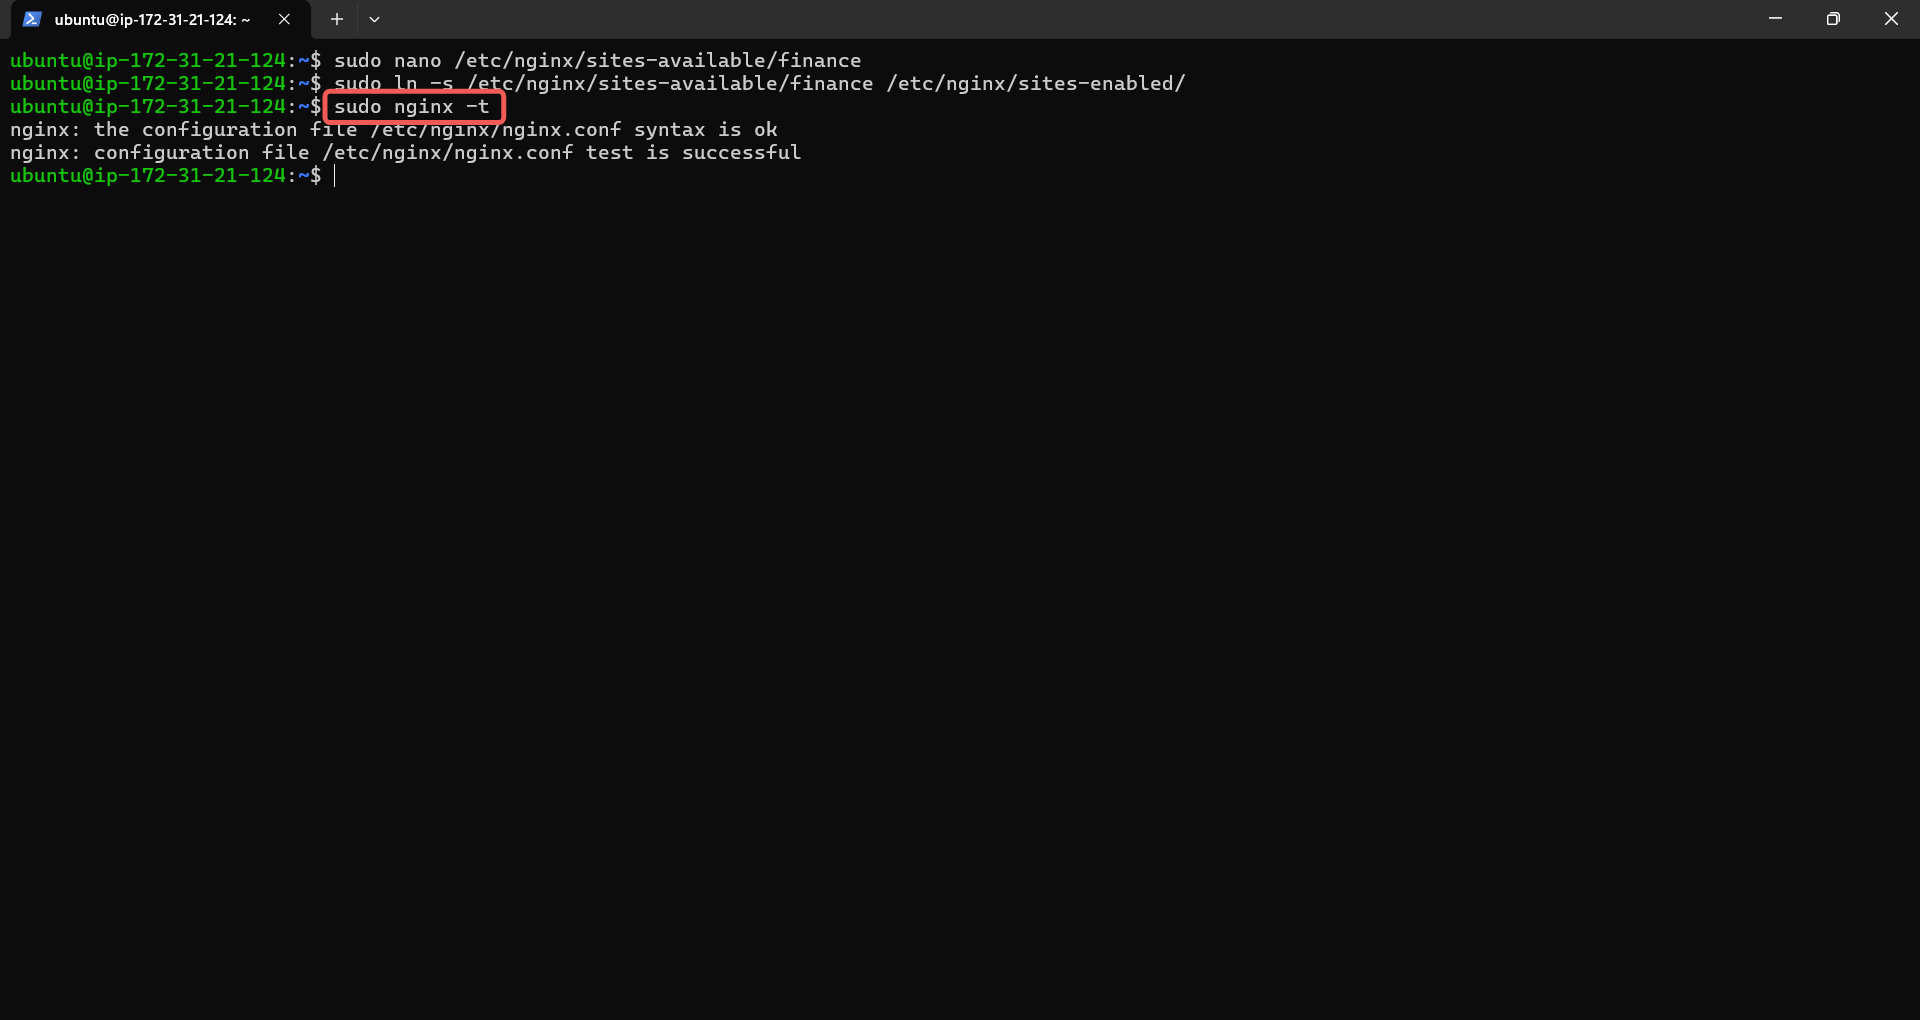 ubuntu@ip-172-31-21-124: ~
ubuntu@ip-172-31-21-124:~$ sudo nano /etc/nginx/sites-available/finance
ubuntu@ip-172-31-21-124:~$ sudo ln -s /etc/nginx/sites-available/finance /etc/nginx/sites-enabled/
ubuntu@ip-172-31-21-124:~$ sudo nginx -t
nginx: the configuration file /etc/nginx/nginx.conf syntax is ok
nginx: configuration file /etc/nginx/nginx.conf test is successful
ubuntu@ip-172-31-21-124:~$